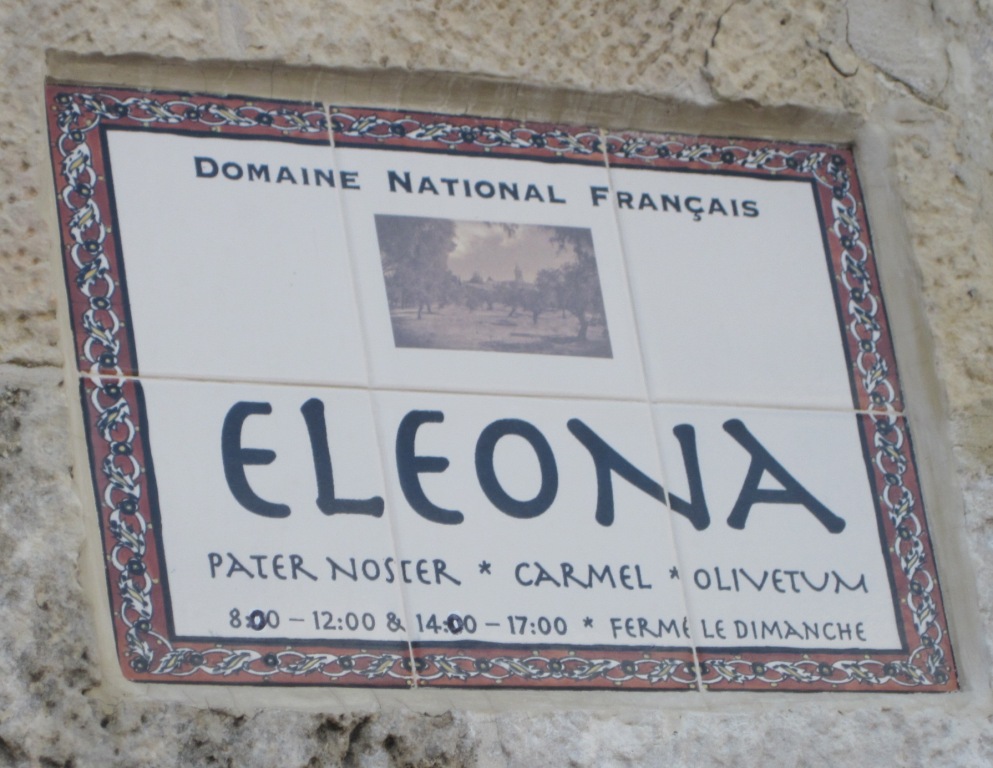 DOMAINE NATIONAL FRANÇAIS
ELEONA
PATER NOSTER * CARMEL * OLIVETUM
8:00 – 12:00 & 14:00 – 17:00 * FERMÉ LE DIMANCHE